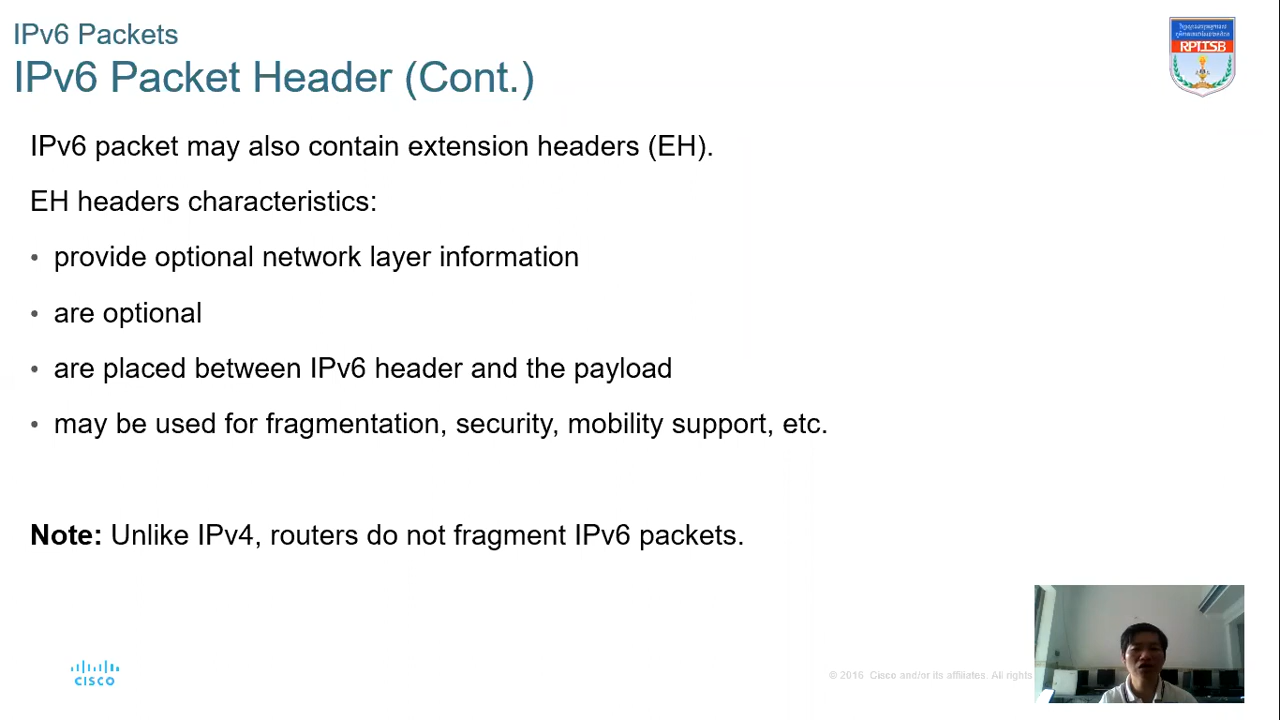 IPv6 Packets
IPv6 Packet Header (Cont.)
RPITSB
IPv6 packet may also contain extension headers (EH).
EH headers characteristics:
• provide optional network layer information
• are optional
• are placed between IPv6 header and the payload
• may be used for fragmentation, security, mobility support, etc.
Note: Unlike IPv4, routers do not fragment IPv6 packets.
CISCO
© 2016 Cisco and/or its affiliates. All rights